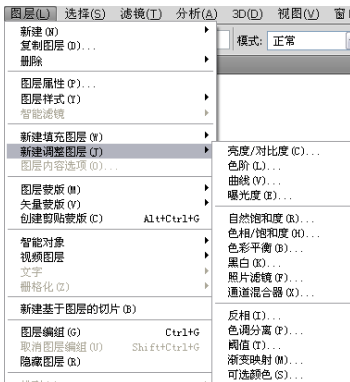 图层(L) 选择(S) 滤镜(T) 分析(A) 3D(D) 视图(V) 窗
模式: 正常
新建(N)
复制图层(D)...
删除
图层属性(P)...
图层样式(Y)
智能滤镜
新建填充图层(W)
新建调整图层(J)
图层内容选项(O)...
图层蒙版(M)
矢量蒙版(V)
创建剪贴蒙版(C) Alt+Ctrl+G
智能对象
视频图层
文字
栅格化(Z)
新建基于图层的切片(B)
图层编组(G) Ctrl+G
取消图层编组(U) Shift+Ctrl+G
隐藏图层(R)
亮度/对比度(C)...
色阶(L)...
曲线(V)...
曝光度(E)...
自然饱和度(R)...
色相/饱和度(H)...
色彩平衡(B)...
黑白(K)...
照片滤镜(F)...
通道混合器(X)...
反相(I)...
色调分离(P)...
阈值(T)...
渐变映射(M)...
可选颜色(S)...